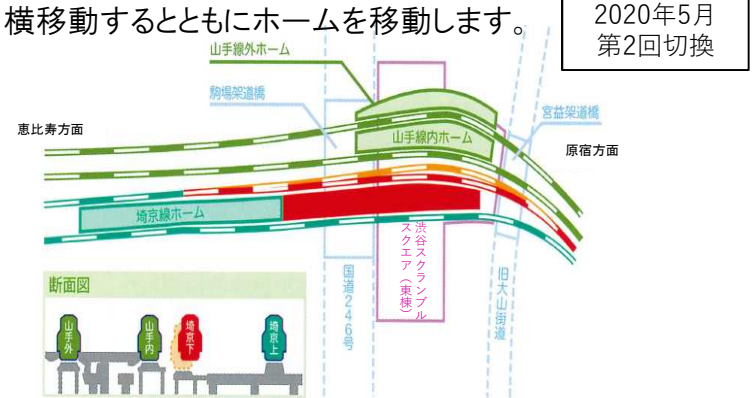 横移動するとともにホームを移動します。
2020年5月
第2回切換
山手線外ホーム
駒場架道橋
宮益架道橋
恵比寿方面
山手線内ホーム
原宿方面
埼京線ホーム
渋谷スクランブル
スクエア（東棟）
国道246号
旧大山街道
断面図
山手外
山手内
埼京下
埼京上